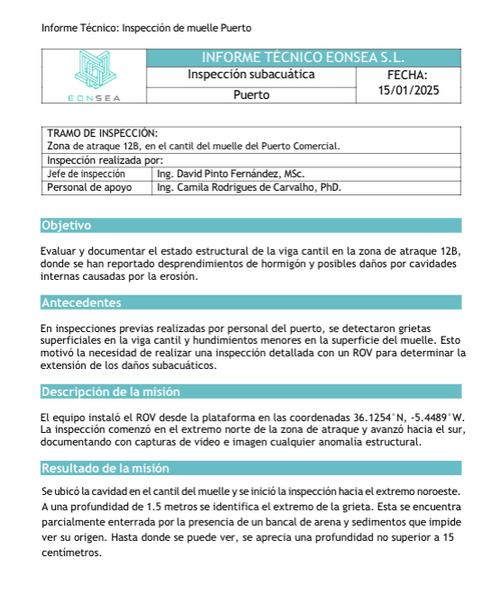 Informe Técnico: Inspección de muelle Puerto
EONSEA
INFORME TÉCNICO EONSEA S.L.
Inspección subacuática
Puerto
FECHA:
15/01/2025
TRAMO DE INSPECCIÓN:
Zona de atraque 12B, en el cantil del muelle del Puerto Comercial.
Inspección realizada por:
Jefe de inspección Ing. David Pinto Fernández, MSc.
Personal de apoyo Ing. Camila Rodrigues de Carvalho, PhD.
Objetivo
Evaluar y documentar el estado estructural de la viga cantil en la zona de atraque 12B,
donde se han reportado desprendimientos de hormigón y posibles daños por cavidades
internas causadas por la erosión.
Antecedentes
En inspecciones previas realizadas por personal del puerto, se detectaron grietas
superficiales en la viga cantil y hundimientos menores en la superficie del muelle. Esto
motivó la necesidad de realizar una inspección detallada con un ROV para determinar la
extensión de los daños subacuáticos.
Descripción de la misión
El equipo instaló el ROV desde la plataforma en las coordenadas 36.1254°N, -5.4489°W.
La inspección comenzó en el extremo norte de la zona de atraque y avanzó hacia el sur,
documentando con capturas de video e imagen cualquier anomalía estructural.
Resultado de la misión
Se ubicó la cavidad en el cantil del muelle y se inició la inspección hacia el extremo noroeste.
A una profundidad de 1.5 metros se identifica el extremo de la grieta. Esta se encuentra
parcialmente enterrada por la presencia de un bancal de arena y sedimentos que impide
ver su origen. Hasta donde se puede ver, se aprecia una profundidad no superior a 15
centímetros.